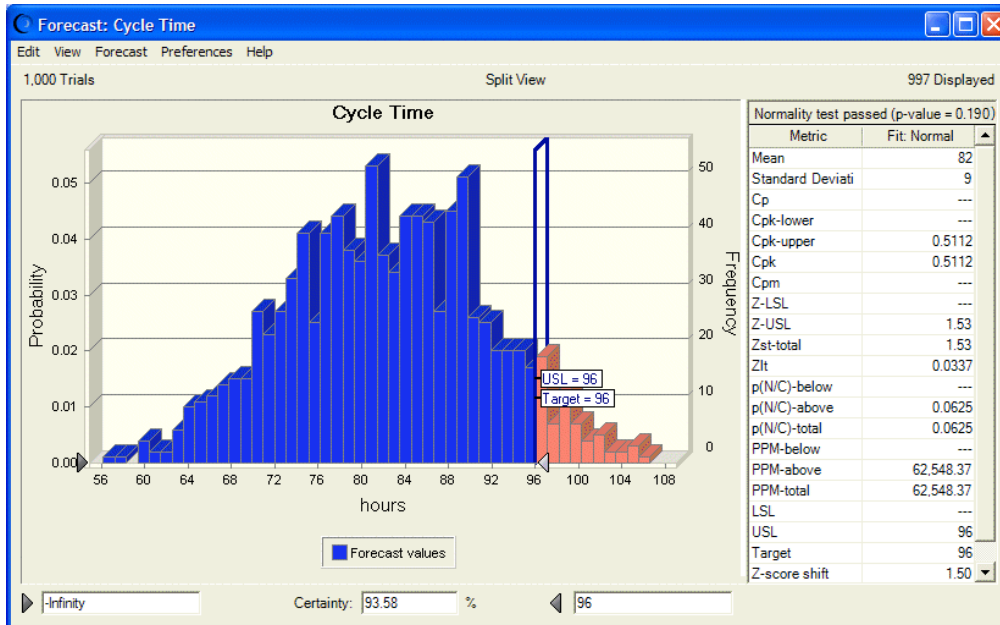 Forecast: Cycle Time
Edit View Forecast Preferences Help
1,000 Trials Split View 997 Displayed
Cycle Time
Probability
0.05
0.04
0.03
0.02
0.01
0.00
50
40
30
20
10
0
Frequency
USL = 96
Target = 96
56 60 64 68 72 76 80 84 88 92 96 100 104 108
hours
Forecast values
Normality test passed (p-value = 0.190)
Metric Fit: Normal
Mean 82
Standard Deviati 9
Cp ---
Cpk-lower ---
Cpk-upper 0.5112
Cpk 0.5112
Cpm ---
Z-LSL ---
Z-USL 1.53
Zst-total 1.53
Zlt 0.0337
p(N/C)-below ---
p(N/C)-above 0.0625
p(N/C)-total 0.0625
PPM-below ---
PPM-above 62,548.37
PPM-total 62,548.37
LSL ---
USL 96
Target 96
Z-score shift 1.50
-Infinity Certainty: 93.58 % 96